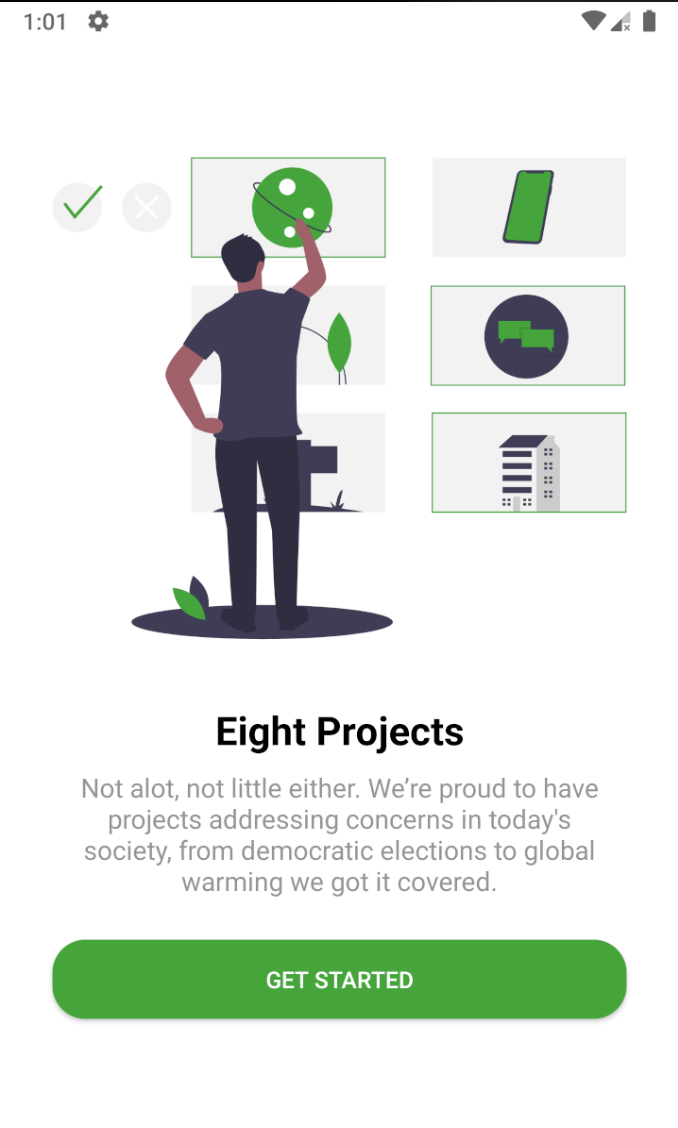 1:01
Eight Projects
Not alot, not little either. We’re proud to have
projects addressing concerns in today's
society, from democratic elections to global
warming we got it covered.
GET STARTED